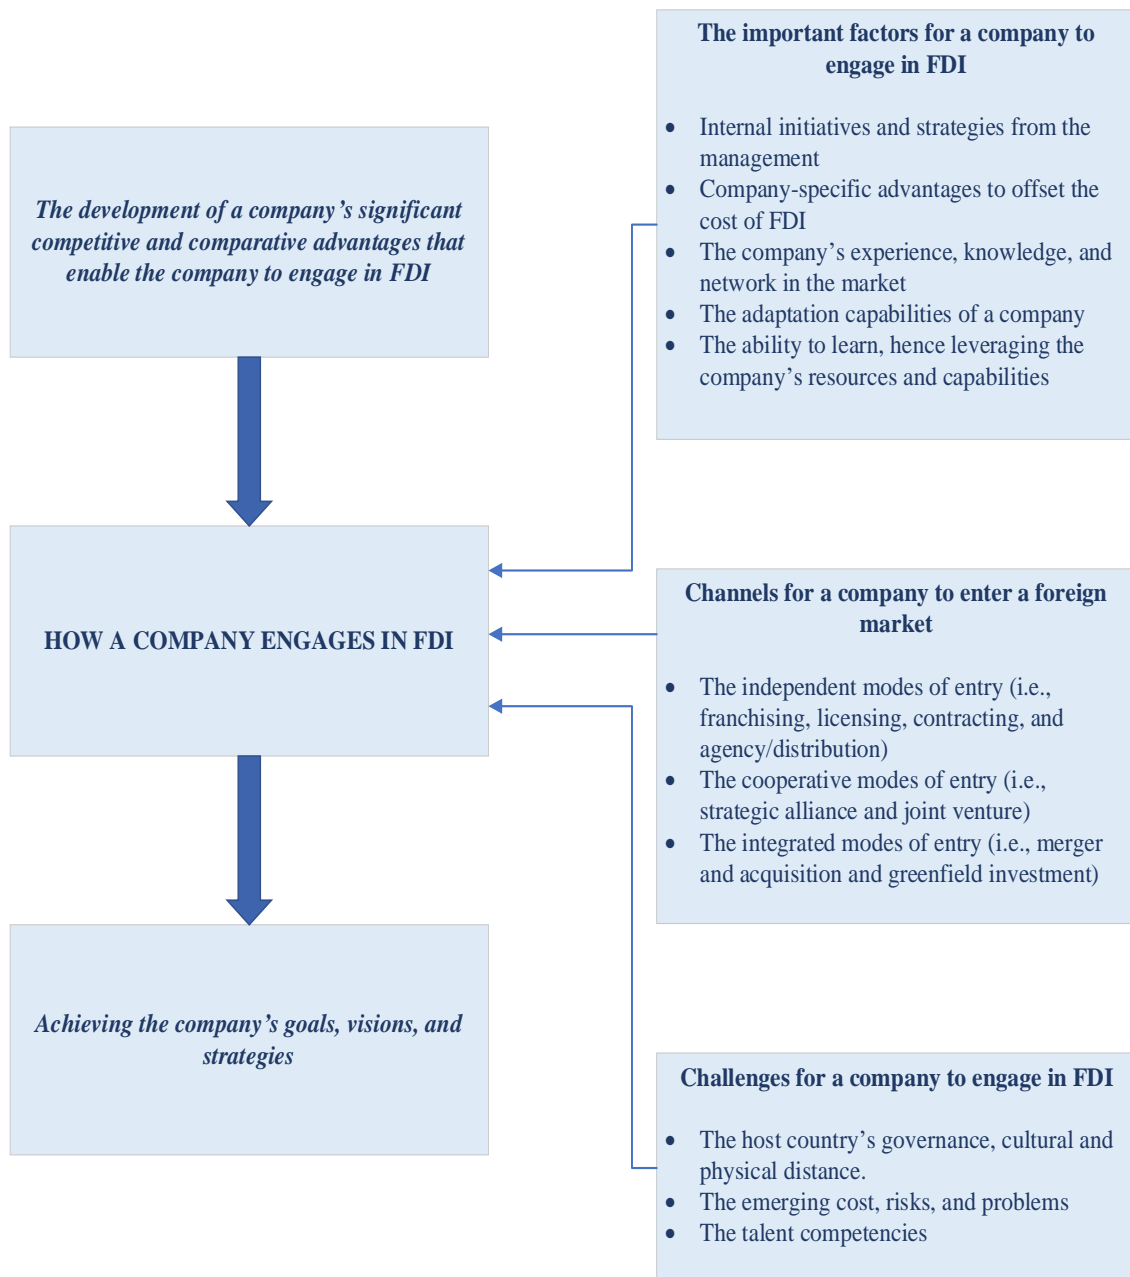 The important factors for a company to
engage in FDI
• Internal initiatives and strategies from the
management
• Company-specific advantages to offset the
cost of FDI
• The company’s experience, knowledge, and
network in the market
• The adaptation capabilities of a company
• The ability to learn, hence leveraging the
company’s resources and capabilities
The development of a company’s significant
competitive and comparative advantages that
enable the company to engage in FDI
HOW A COMPANY ENGAGES IN FDI
Channels for a company to enter a foreign
market
• The independent modes of entry (i.e.,
franchising, licensing, contracting, and
agency/distribution)
• The cooperative modes of entry (i.e.,
strategic alliance and joint venture)
• The integrated modes of entry (i.e., merger
and acquisition and greenfield investment)
Achieving the company’s goals, visions, and
strategies
Challenges for a company to engage in FDI
• The host country’s governance, cultural and
physical distance.
• The emerging cost, risks, and problems
• The talent competencies